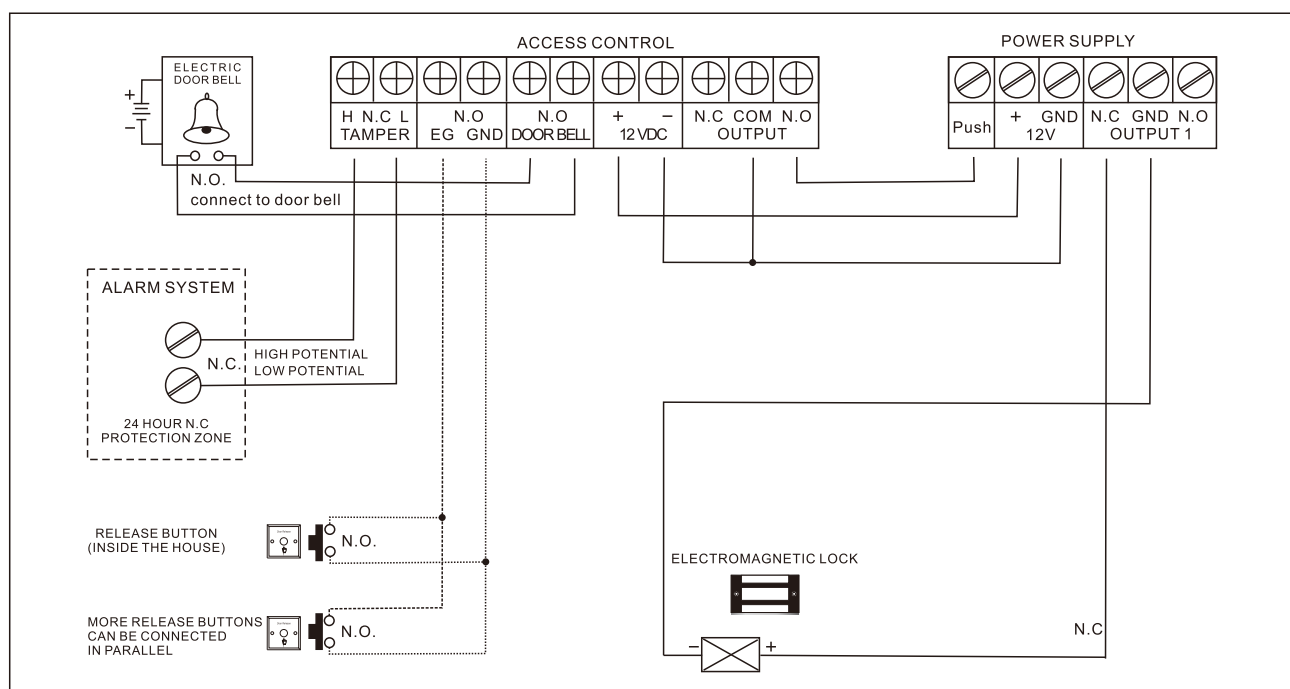 ACCESS CONTROL
POWER SUPPLY
ELECTRIC
DOOR BELL
+
−
H N.C L
TAMPER
N.O
EG GND
N.O
DOOR BELL
+ −
12 VDC
N.C COM N.O
OUTPUT
Push
+ GND
12V
N.C GND N.O
OUTPUT 1
N.O.
connect to door bell
ALARM SYSTEM
N.C.
HIGH POTENTIAL
LOW POTENTIAL
24 HOUR N.C
PROTECTION ZONE
RELEASE BUTTON
(INSIDE THE HOUSE)
N.O.
MORE RELEASE BUTTONS
CAN BE CONNECTED
IN PARALLEL
N.O.
ELECTROMAGNETIC LOCK
− +
N.C